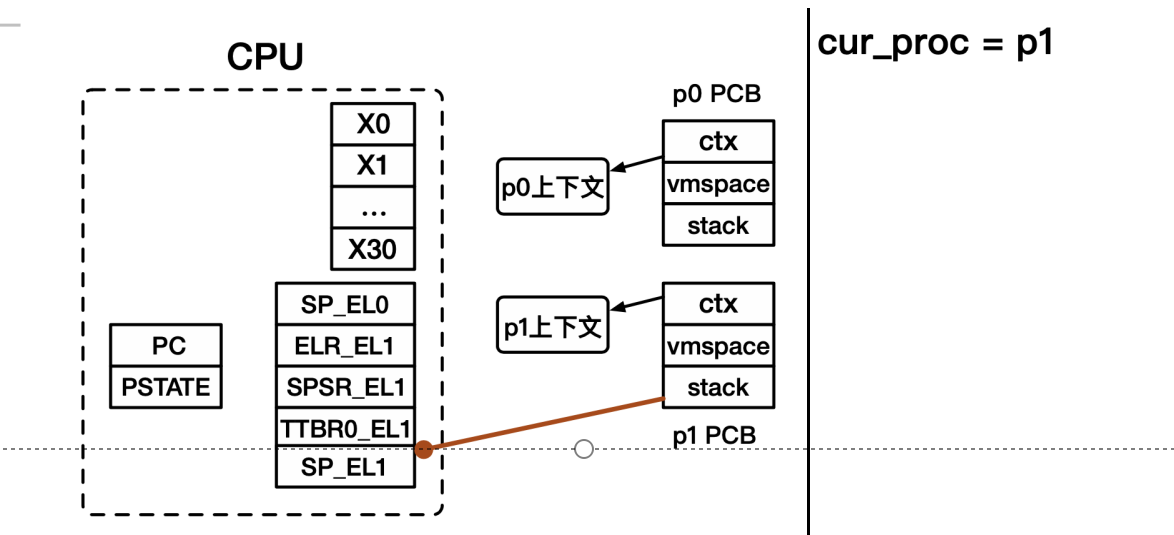 CPU
X0
X1
...
X30
SP_EL0
ELR_EL1
SPSR_EL1
TTBR0_EL1
SP_EL1
PC
PSTATE
p0上下文
p0 PCB
ctx
vmspace
stack
p1上下文
ctx
vmspace
stack
p1 PCB
cur_proc = p1